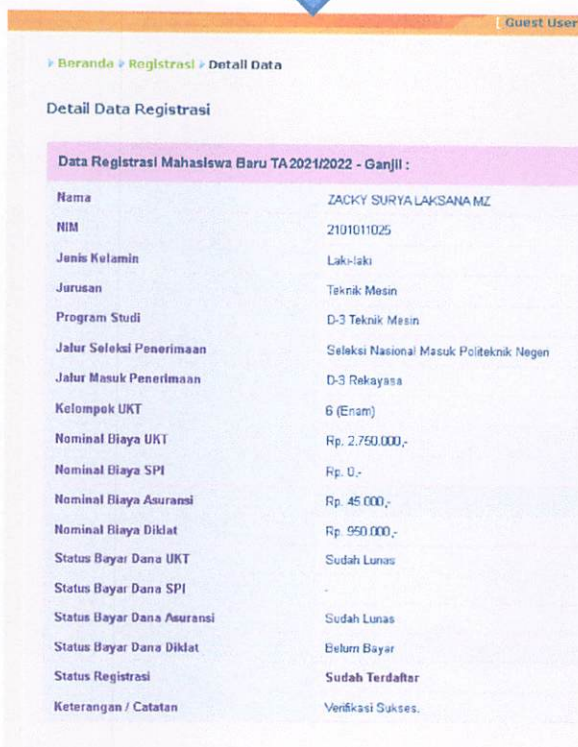 [ Guest User
Beranda Registrasi Detail Data
Detail Data Registrasi
Data Registrasi Mahasiswa Baru TA 2021/2022 - Ganjil :
Nama ZACKY SURYA LAKSANA MZ
NIM 2101011025
Jenis Kelamin Laki-laki
Jurusan Teknik Mesin
Program Studi D-3 Teknik Mesin
Jalur Seleksi Penerimaan Seleksi Nasional Masuk Politeknik Negeri
Jalur Masuk Penerimaan D-3 Rekayasa
Kelompok UKT 6 (Enam)
Nominal Biaya UKT Rp. 2.750.000,-
Nominal Biaya SPI Rp. 0,-
Nominal Biaya Asuransi Rp. 45.000,-
Nominal Biaya Diklat Rp. 950.000,-
Status Bayar Dana UKT Sudah Lunas
Status Bayar Dana SPI -
Status Bayar Dana Asuransi Sudah Lunas
Status Bayar Dana Diklat Belum Bayar
Status Registrasi Sudah Terdaftar
Keterangan / Catatan Verifikasi Sukses.